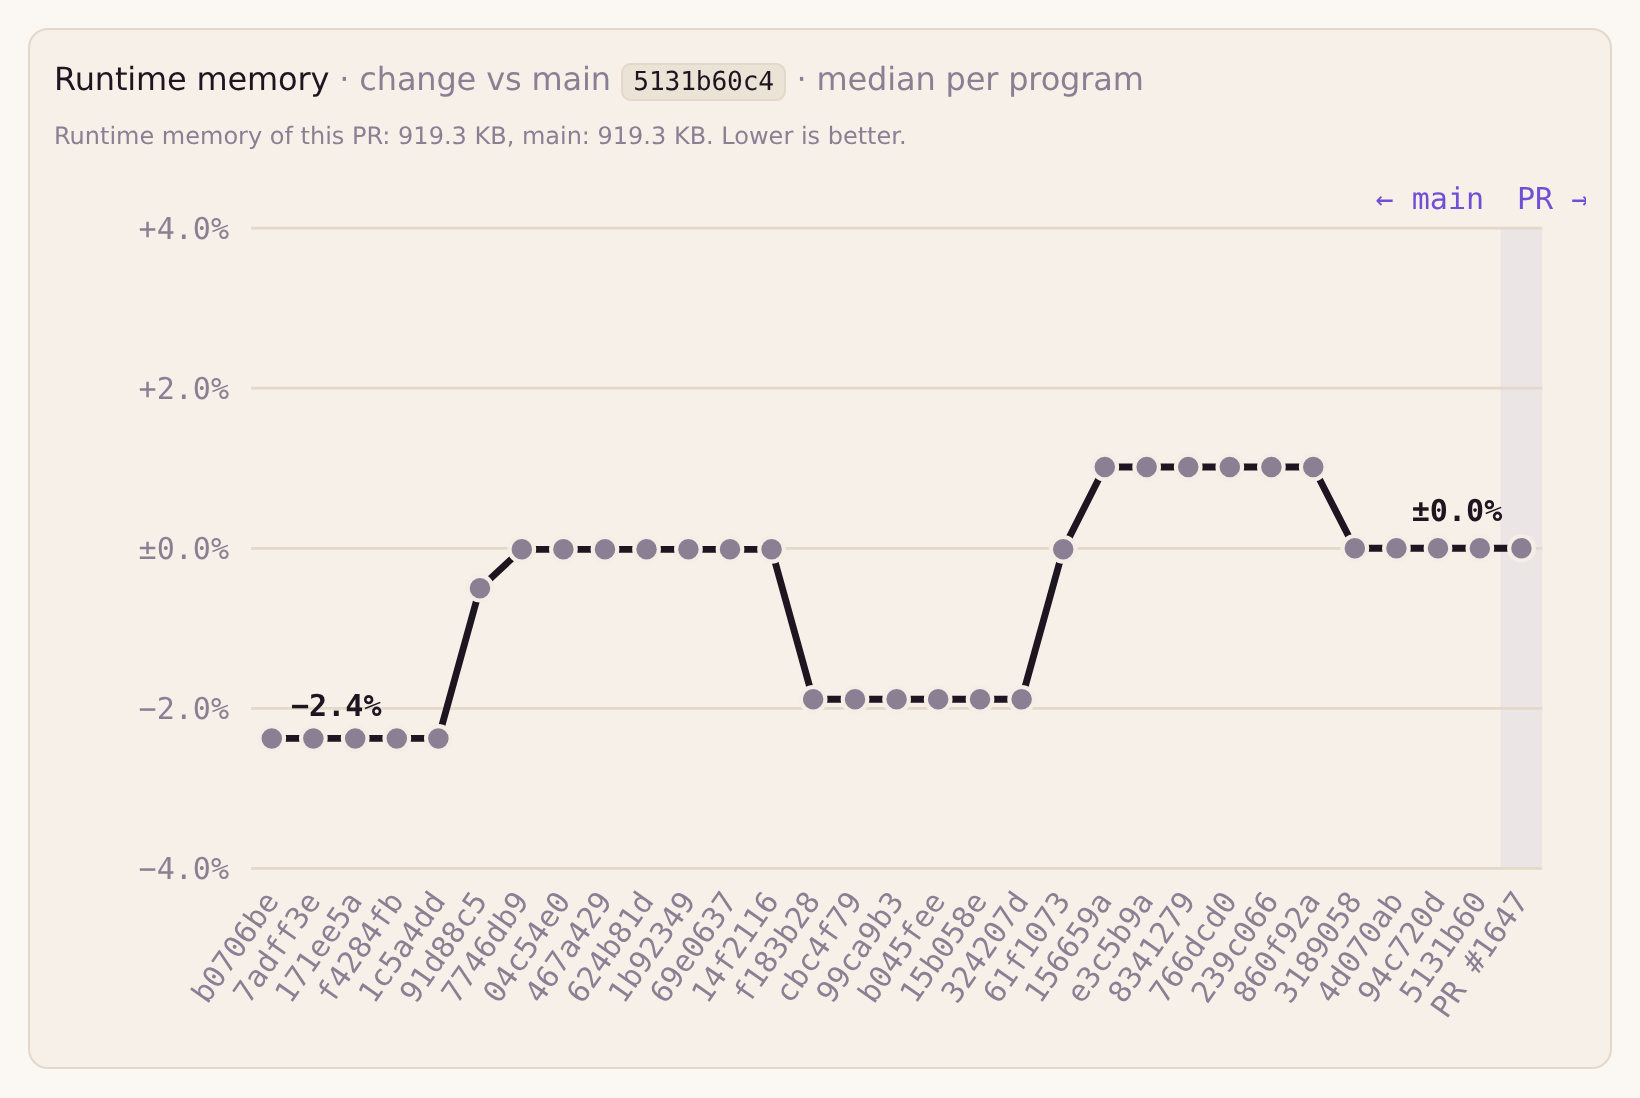 Runtime memory · change vs main 5131b60c4 · median per program
Runtime memory of this PR: 919.3 KB, main: 919.3 KB. Lower is better.
← main PR →
+4.0%
+2.0%
±0.0%
−2.0%
−4.0%
−2.4%
±0.0%
b0706be
7adff3e
171ee5a
f4284fb
1c5a4dd
91d88c5
7746db9
04c54e0
467a429
624b81d
1b92349
69e0637
14f2116
f183b28
cbc4f79
99ca9b3
b045fee
15b058e
324207d
61f1073
156659a
e3c5b9a
8341279
766dcd0
239c066
860f92a
3189058
4d070ab
94c720d
5131b60
PR #1647